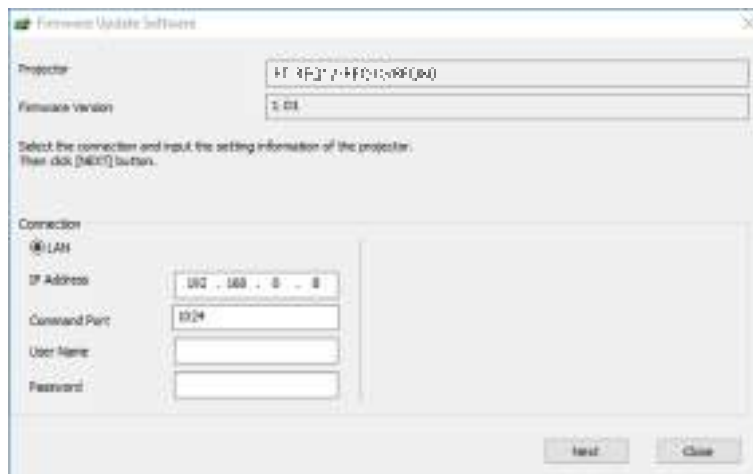 Firmware Update Software
Projector
Firmware Version
Select the connection and input the setting information of the projector.
Then click [NEXT] button.
Connection
LAN
IP Address
192 . 168 . 0 . 8
Command Port
1024
User Name
Password
Next
Close